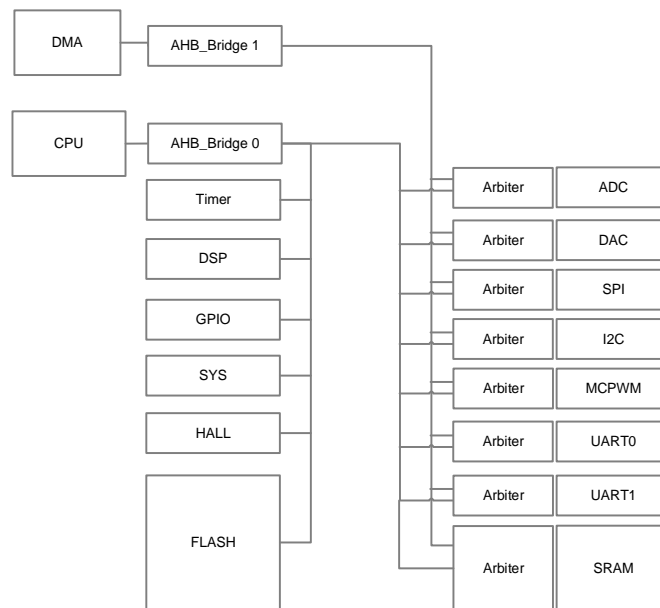 DMA
AHB_Bridge 1
CPU
AHB_Bridge 0
Timer
DSP
GPIO
SYS
HALL
FLASH
Arbiter ADC
Arbiter DAC
Arbiter SPI
Arbiter I2C
Arbiter MCPWM
Arbiter UART0
Arbiter UART1
Arbiter SRAM